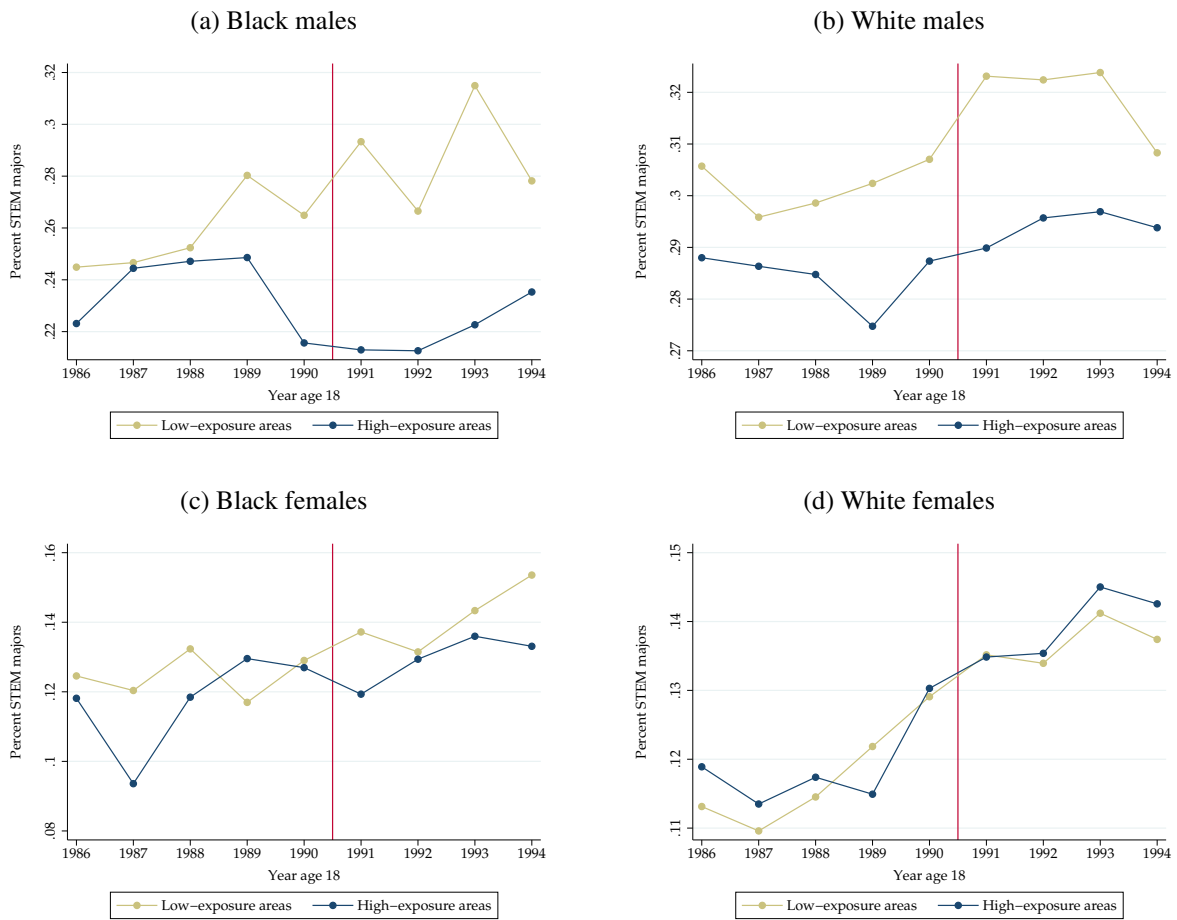 (a) Black males
Percent STEM majors
.32
.3
.28
.26
.24
.22
1986 1987 1988 1989 1990 1991 1992 1993 1994
Year age 18
Low−exposure areas High−exposure areas
(b) White males
Percent STEM majors
.32
.31
.3
.29
.28
.27
1986 1987 1988 1989 1990 1991 1992 1993 1994
Year age 18
Low−exposure areas High−exposure areas
(c) Black females
Percent STEM majors
.16
.14
.12
.1
.08
1986 1987 1988 1989 1990 1991 1992 1993 1994
Year age 18
Low−exposure areas High−exposure areas
(d) White females
Percent STEM majors
.15
.14
.13
.12
.11
1986 1987 1988 1989 1990 1991 1992 1993 1994
Year age 18
Low−exposure areas High−exposure areas